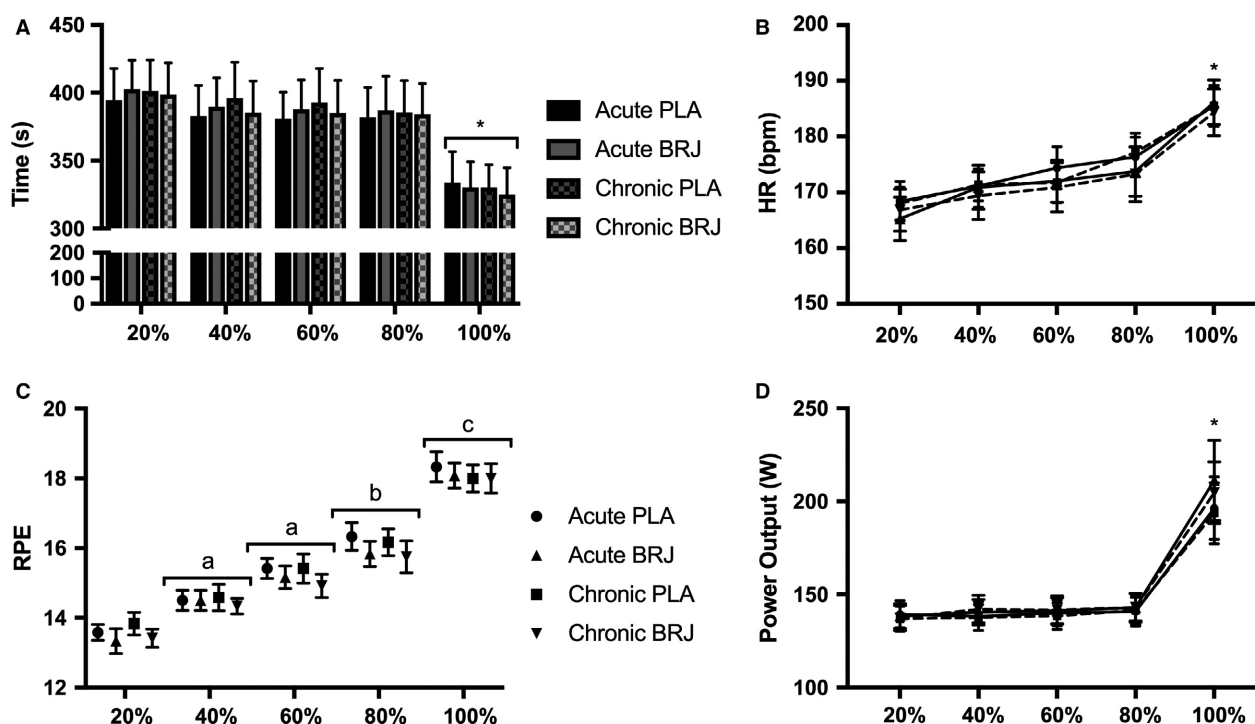 A
450
400
350
300
200
100
0
Time (s)
20%
40%
60%
80%
100%
*
Acute PLA
Acute BRJ
Chronic PLA
Chronic BRJ
B
200
190
180
170
160
150
HR (bpm)
20%
40%
60%
80%
100%
*
C
20
18
16
14
12
RPE
20%
40%
60%
80%
100%
a
a
b
c
Acute PLA
Acute BRJ
Chronic PLA
Chronic BRJ
D
250
200
150
100
Power Output (W)
20%
40%
60%
80%
100%
*